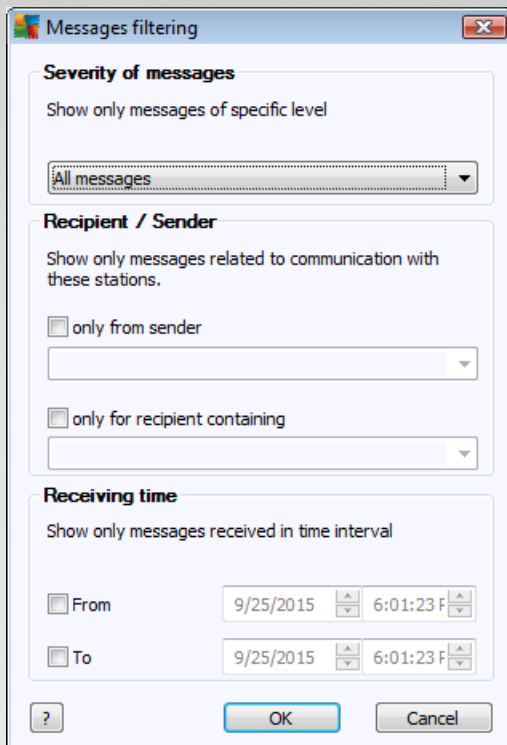 Messages filtering
Severity of messages
Show only messages of specific level
All messages
Recipient / Sender
Show only messages related to communication with
these stations.
only from sender
only for recipient containing
Receiving time
Show only messages received in time interval
From 9/25/2015 6:01:23 F
To 9/25/2015 6:01:23 F
? OK Cancel